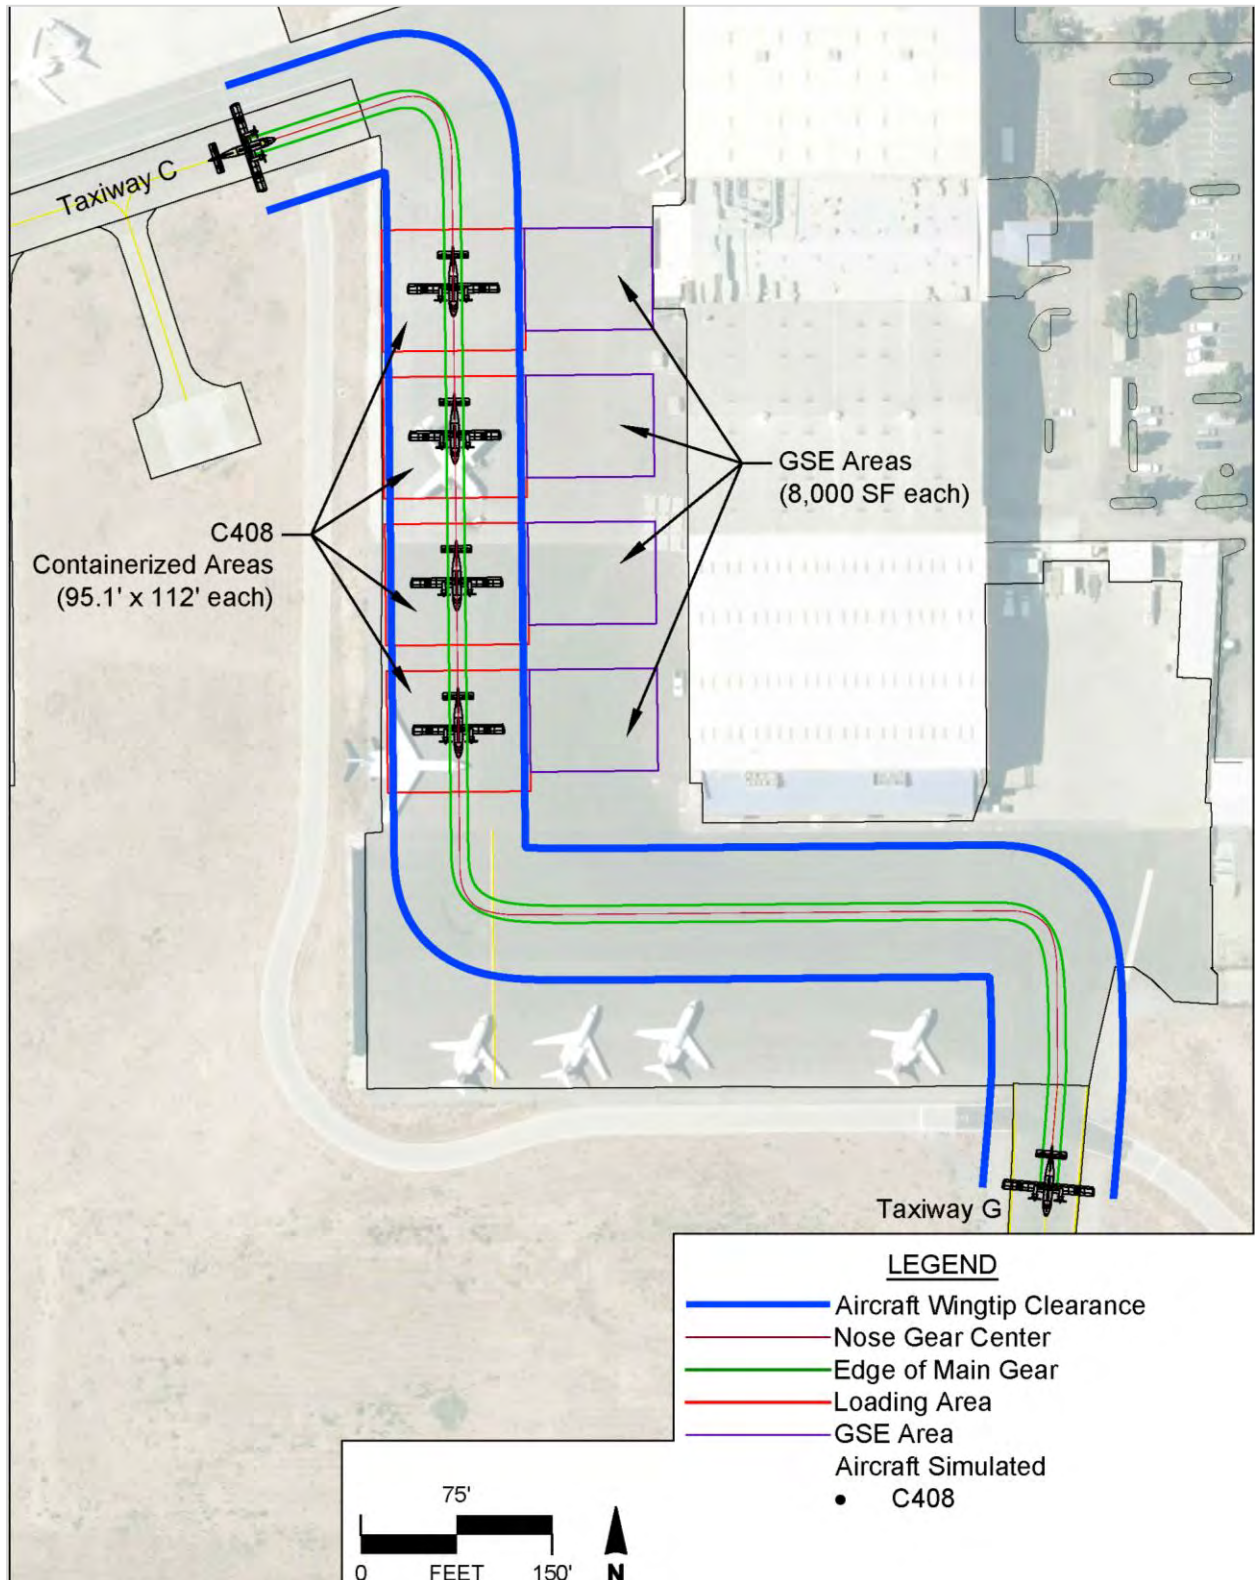 Taxiway C
GSE Areas
(8,000 SF each)
C408
Containerized Areas
(95.1' x 112' each)
Taxiway G
LEGEND
Aircraft Wingtip Clearance
Nose Gear Center
Edge of Main Gear
Loading Area
GSE Area
Aircraft Simulated
• C408
75'
0 FEET 150'
N